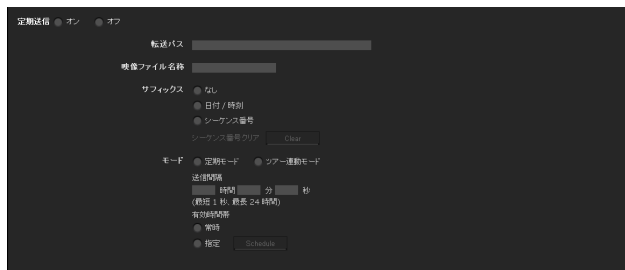 定期送信 オン オフ
転送パス
映像ファイル名称
サフィックス なし
日付 / 時刻
シーケンス番号
シーケンス番号クリア Clear
モード 定期モード ツアー連動モード
送信間隔
時間 分 秒
(最短 1 秒、最長 24 時間)
有効時間帯
常時
指定 Schedule